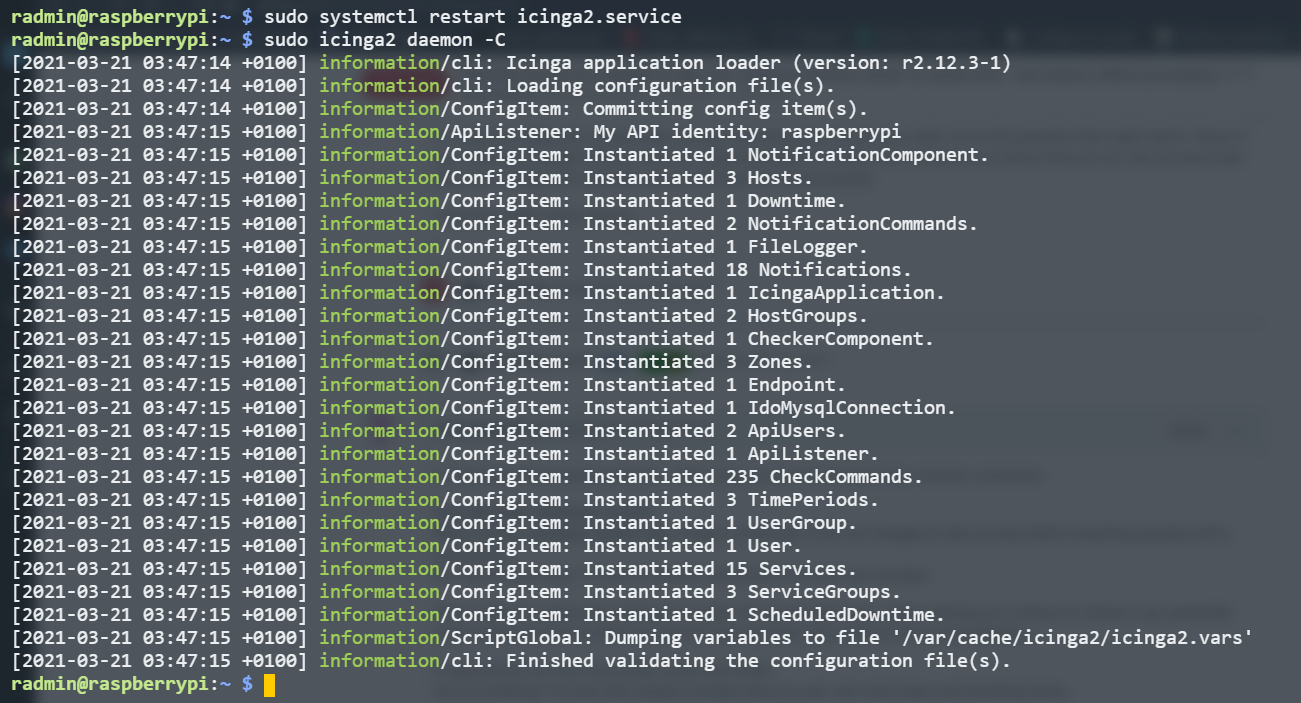 radmin@raspberrypi:~ $ sudo systemctl restart icinga2.service
radmin@raspberrypi:~ $ sudo icinga2 daemon -C
[2021-03-21 03:47:14 +0100] information/cli: Icinga application loader (version: r2.12.3-1)
[2021-03-21 03:47:14 +0100] information/cli: Loading configuration file(s).
[2021-03-21 03:47:14 +0100] information/ConfigItem: Committing config item(s).
[2021-03-21 03:47:15 +0100] information/ApiListener: My API identity: raspberrypi
[2021-03-21 03:47:15 +0100] information/ConfigItem: Instantiated 1 NotificationComponent.
[2021-03-21 03:47:15 +0100] information/ConfigItem: Instantiated 3 Hosts.
[2021-03-21 03:47:15 +0100] information/ConfigItem: Instantiated 1 Downtime.
[2021-03-21 03:47:15 +0100] information/ConfigItem: Instantiated 2 NotificationCommands.
[2021-03-21 03:47:15 +0100] information/ConfigItem: Instantiated 1 FileLogger.
[2021-03-21 03:47:15 +0100] information/ConfigItem: Instantiated 18 Notifications.
[2021-03-21 03:47:15 +0100] information/ConfigItem: Instantiated 1 IcingaApplication.
[2021-03-21 03:47:15 +0100] information/ConfigItem: Instantiated 2 HostGroups.
[2021-03-21 03:47:15 +0100] information/ConfigItem: Instantiated 1 CheckerComponent.
[2021-03-21 03:47:15 +0100] information/ConfigItem: Instantiated 3 Zones.
[2021-03-21 03:47:15 +0100] information/ConfigItem: Instantiated 1 Endpoint.
[2021-03-21 03:47:15 +0100] information/ConfigItem: Instantiated 1 IdoMysqlConnection.
[2021-03-21 03:47:15 +0100] information/ConfigItem: Instantiated 2 ApiUsers.
[2021-03-21 03:47:15 +0100] information/ConfigItem: Instantiated 1 ApiListener.
[2021-03-21 03:47:15 +0100] information/ConfigItem: Instantiated 235 CheckCommands.
[2021-03-21 03:47:15 +0100] information/ConfigItem: Instantiated 3 TimePeriods.
[2021-03-21 03:47:15 +0100] information/ConfigItem: Instantiated 1 UserGroup.
[2021-03-21 03:47:15 +0100] information/ConfigItem: Instantiated 1 User.
[2021-03-21 03:47:15 +0100] information/ConfigItem: Instantiated 15 Services.
[2021-03-21 03:47:15 +0100] information/ConfigItem: Instantiated 3 ServiceGroups.
[2021-03-21 03:47:15 +0100] information/ConfigItem: Instantiated 1 ScheduledDowntime.
[2021-03-21 03:47:15 +0100] information/ScriptGlobal: Dumping variables to file '/var/cache/icinga2/icinga2.vars'
[2021-03-21 03:47:15 +0100] information/cli: Finished validating the configuration file(s).
radmin@raspberrypi:~ $